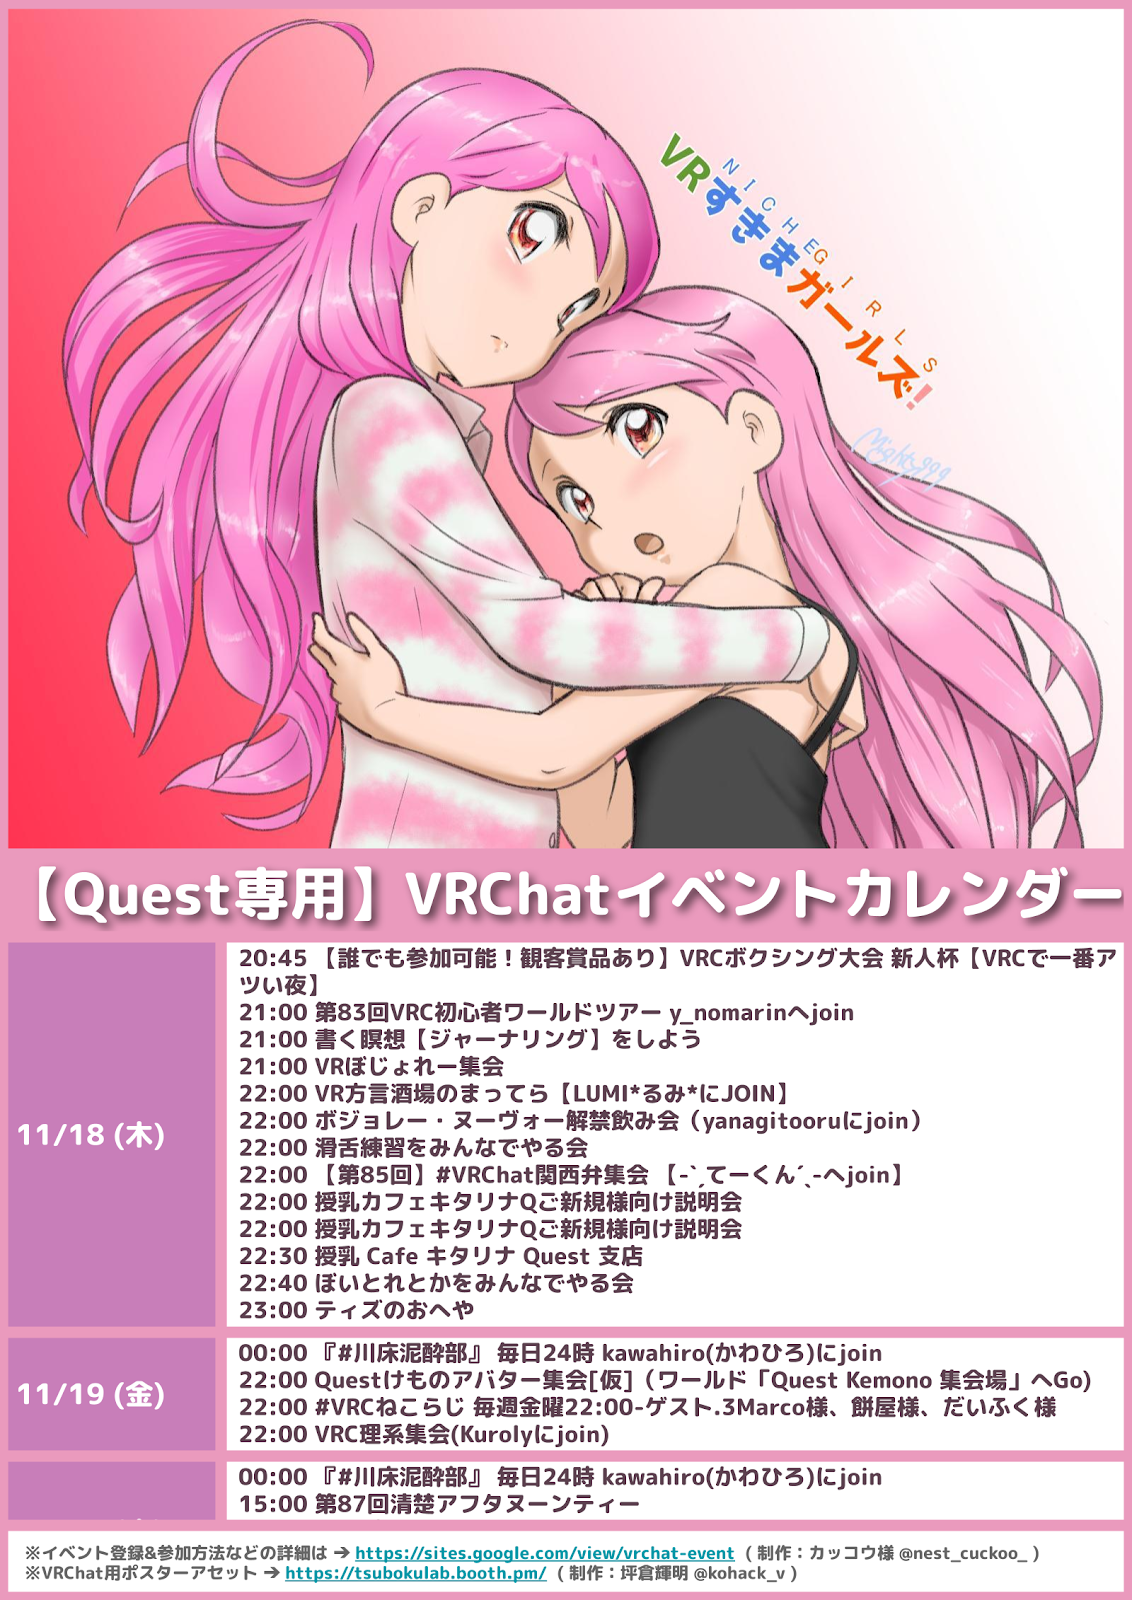 NICHE GIRLS
VRすきまガールズ!
Mighty999
【Quest専用】VRChatイベントカレンダー
11/18 (木)
20:45 【誰でも参加可能！観客賞品あり】VRCボクシング大会 新人杯【VRCで一番ア
ツい夜】
21:00 第83回VRC初心者ワールドツアー y_nomarinへjoin
21:00 書く瞑想【ジャーナリング】をしよう
21:00 VRぼじょれー集会
22:00 VR方言酒場のまってら【LUMI*るみ*にJOIN】
22:00 ボジョレー・ヌーヴォー解禁飲み会（yanagitooruにjoin）
22:00 滑舌練習をみんなでやる会
22:00 【第85回】#VRChat関西弁集会 【-ˋˏてーくんˊˎ-へjoin】
22:00 授乳カフェキタリナQご新規様向け説明会
22:00 授乳カフェキタリナQご新規様向け説明会
22:30 授乳 Cafe キタリナ Quest 支店
22:40 ぼいとれとかをみんなでやる会
23:00 ティズのおへや
11/19 (金)
00:00 『#川床泥酔部』 毎日24時 kawahiro(かわひろ)にjoin
22:00 Questけものアバター集会[仮]（ワールド「Quest Kemono 集会場」へGo)
22:00 #VRCねこらじ 毎週金曜22:00-ゲスト.3Marco様、餅屋様、だいふく様
22:00 VRC理系集会(Kurolyにjoin)
00:00 『#川床泥酔部』 毎日24時 kawahiro(かわひろ)にjoin
15:00 第87回清楚アフタヌーンティー
※イベント登録&参加方法などの詳細は → https://sites.google.com/view/vrchat-event ( 制作：カッコウ様 @nest_cuckoo_ )
※VRChat用ポスターアセット → https://tsubokulab.booth.pm/ ( 制作：坪倉輝明 @kohack_v )